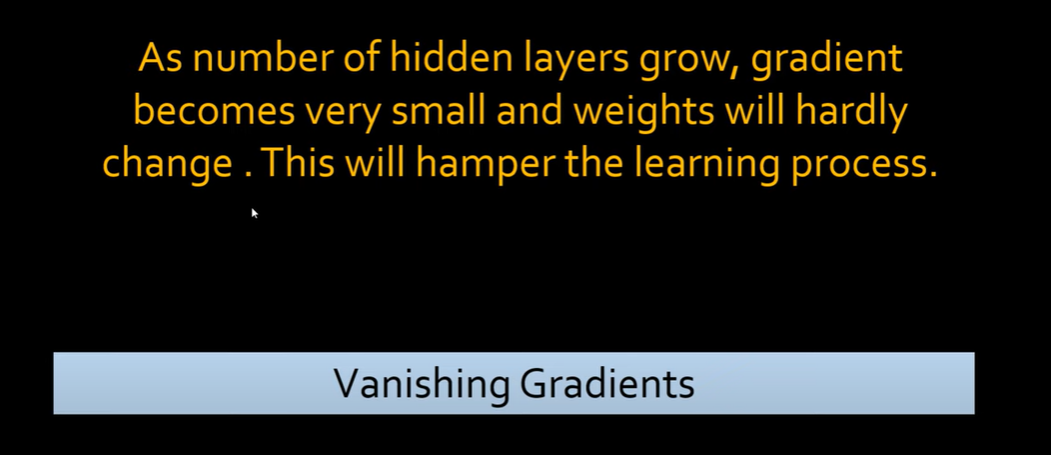 As number of hidden layers grow, gradient
becomes very small and weights will hardly
change . This will hamper the learning process.
Vanishing Gradients